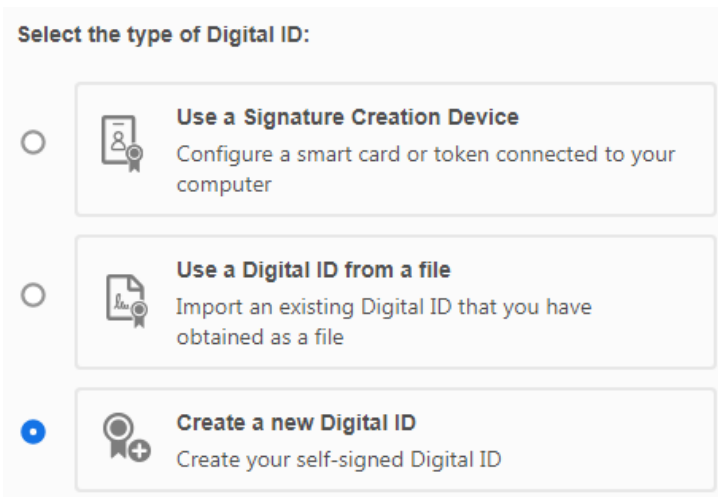 Select the type of Digital ID:
Use a Signature Creation Device
Configure a smart card or token connected to your
computer
Use a Digital ID from a file
Import an existing Digital ID that you have
obtained as a file
Create a new Digital ID
Create your self-signed Digital ID